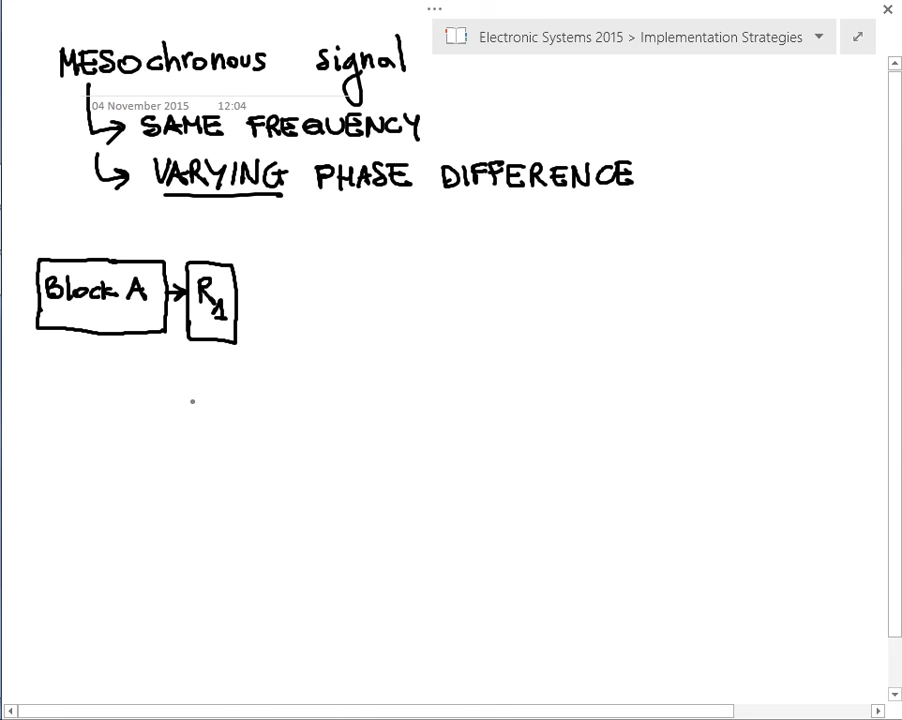 Electronic Systems 2015 > Implementation Strategies
MESochronous signal
04 November 2015 12:04
SAME FREQUENCY
VARYING PHASE DIFFERENCE
Block A
R1